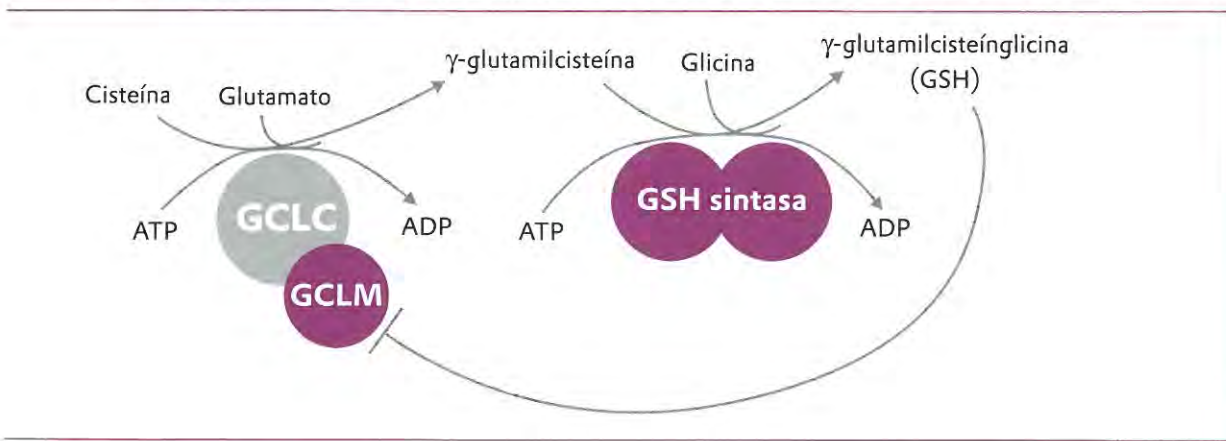 γ-glutamilcisteínglicina
(GSH)
γ-glutamilcisteína
Glicina
Cisteína
Glutamato
GCLC
GSH sintasa
ATP
ADP
ATP
ADP
GCLM